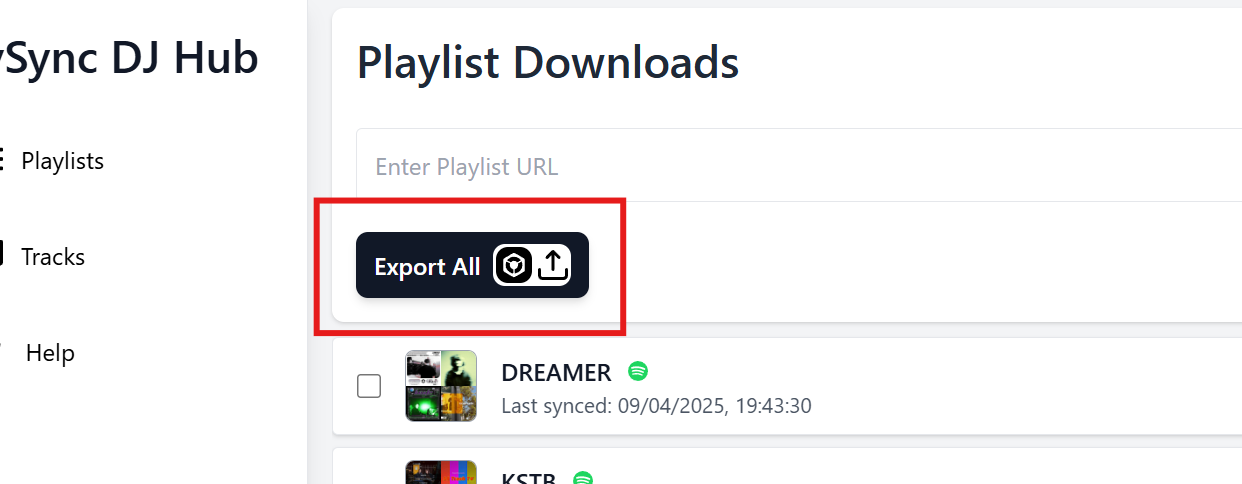 Sync DJ Hub
Playlists
Tracks
Help
Playlist Downloads
Enter Playlist URL
Export All
DREAMER
Last synced: 09/04/2025, 19:43:30
KSTB